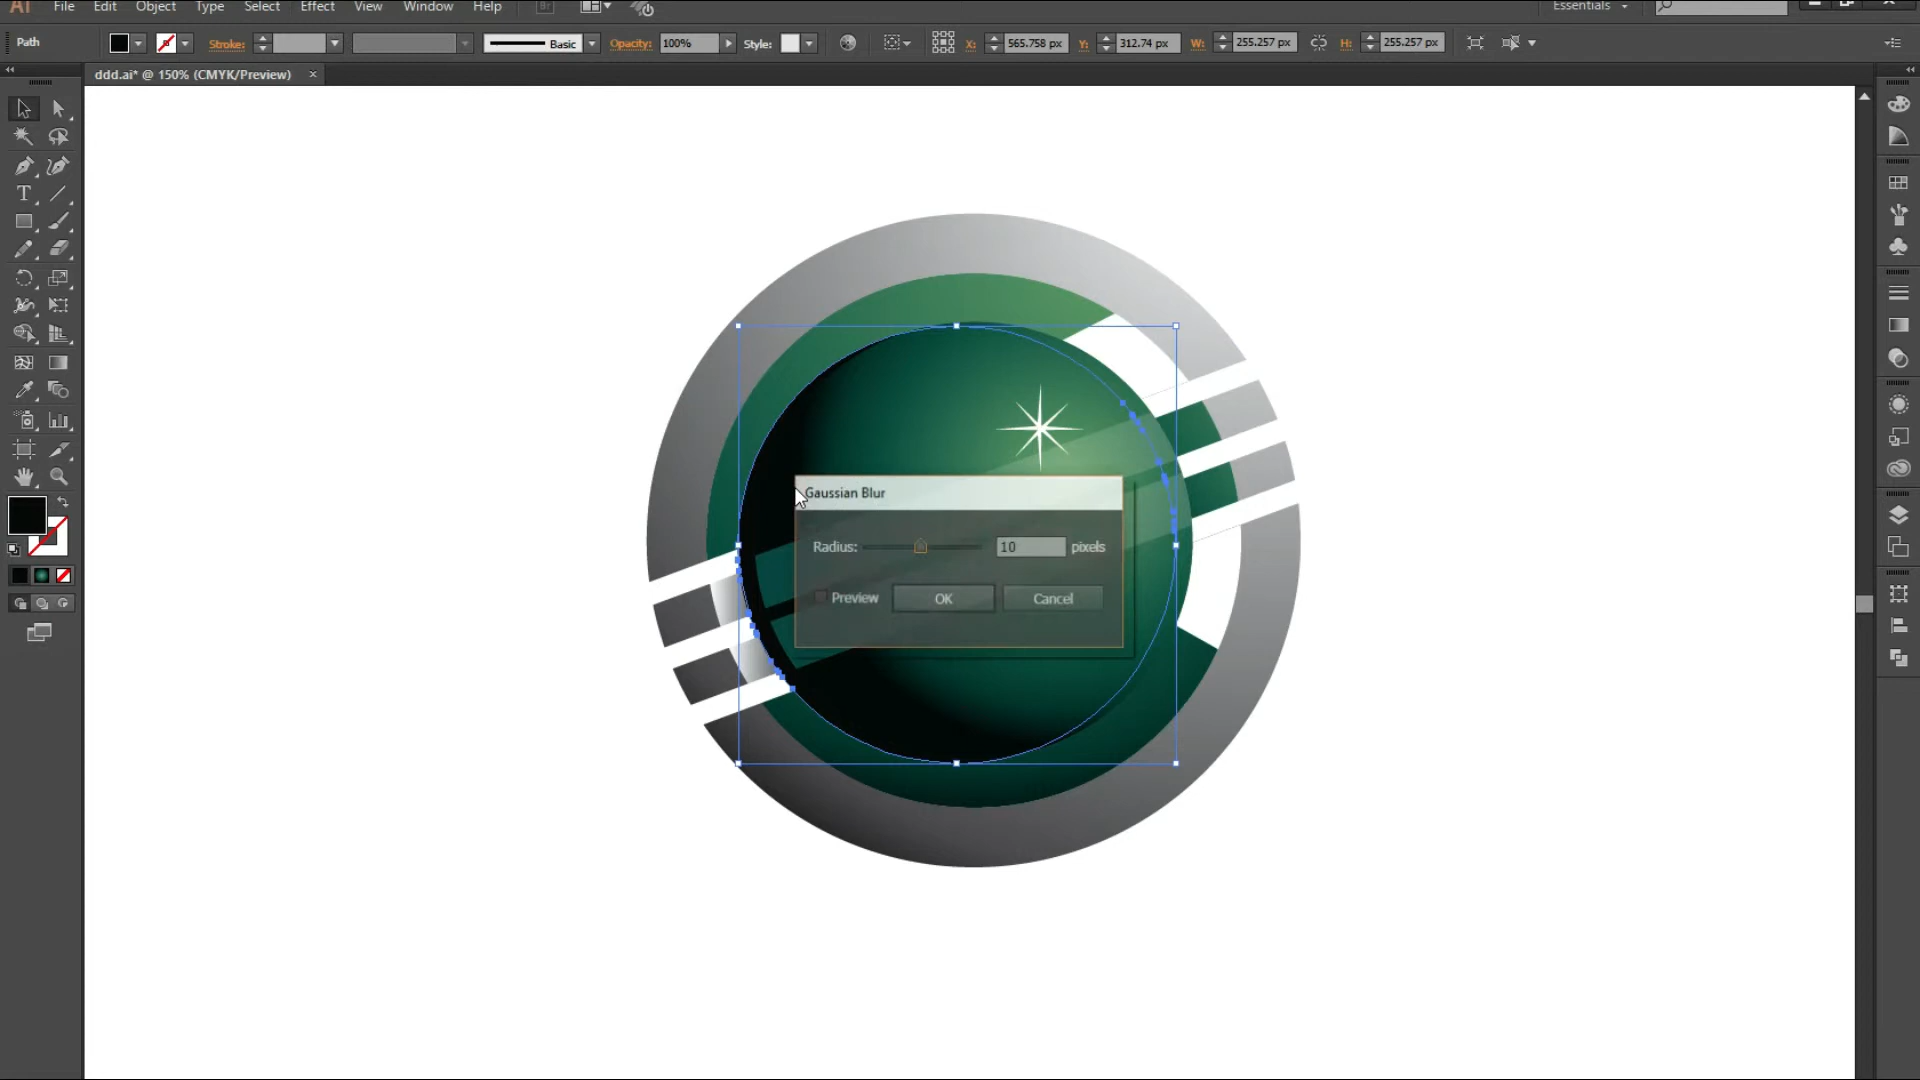 Ai File Edit Object Type Select Effect View Window Help Br Essentials
Path Stroke: Basic Opacity: 100% Style: X: 565.758 px Y: 312.74 px W: 255.257 px H: 255.257 px
ddd.ai* @ 150% (CMYK/Preview) ×
T
Gaussian Blur
Radius: 10 pixels
Preview OK Cancel